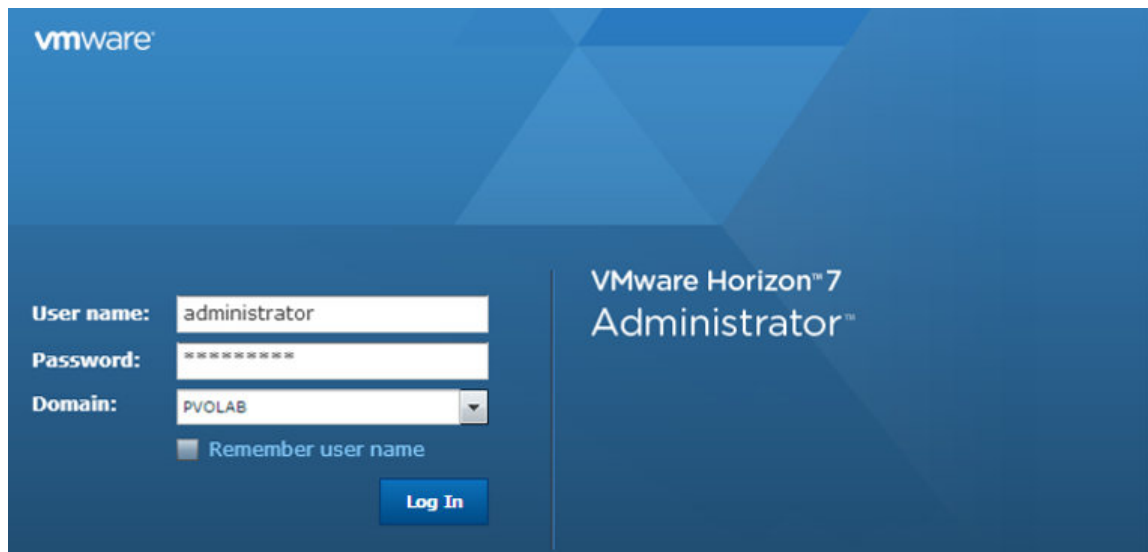 vmware
VMware Horizon™ 7
Administrator™
User name: administrator
Password: *********
Domain: PVOLAB
Remember user name
Log In